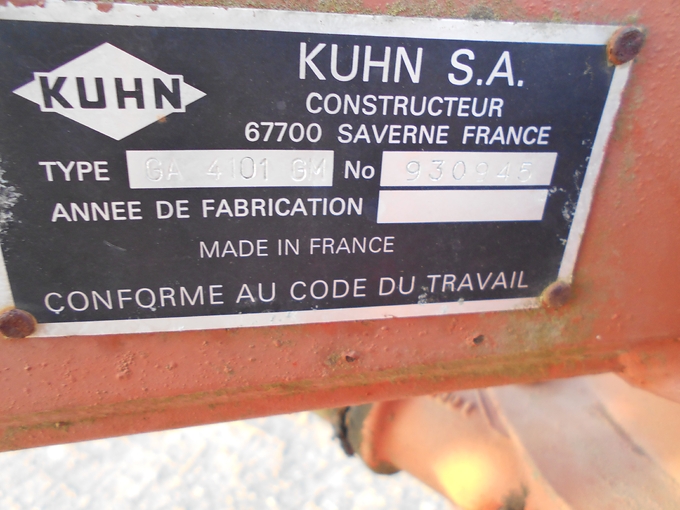 KUHN
KUHN S.A.
CONSTRUCTEUR
67700 SAVERNE FRANCE
TYPE GA 4101 GM No 930945
ANNEE DE FABRICATION
MADE IN FRANCE
CONFORME AU CODE DU TRAVAIL